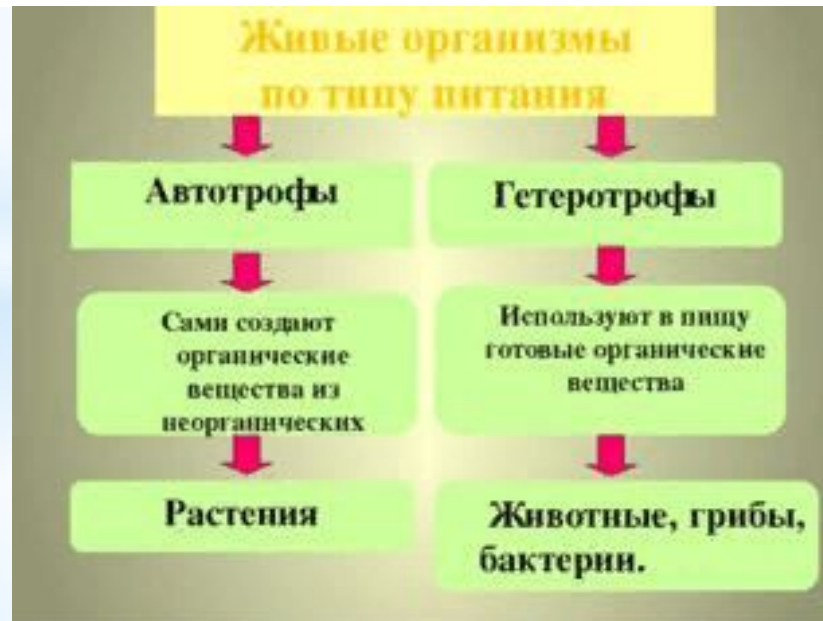 Живые организмы
по типу питания
Автотрофы
Гетеротрофы
Сами создают
органические
вещества из
неорганических
Используют в пищу
готовые органические
вещества
Растения
Животные, грибы,
бактерии.